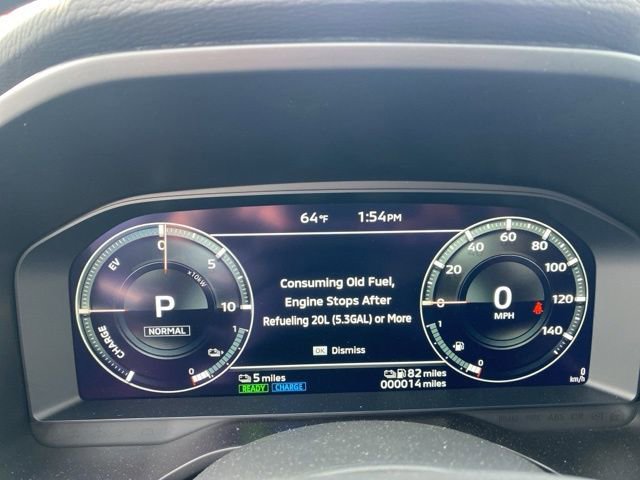 64°F 1:54PM
0
5
10
x10kW
EV
P
NORMAL
CHARGE
1
0
Consuming Old Fuel,
Engine Stops After
Refueling 20L (5.3GAL) or More
OK Dismiss
0
20
40
60
80
100
120
140
0
MPH
1
0
0
km/h
5 miles
READY CHARGE
82 miles
000014 miles